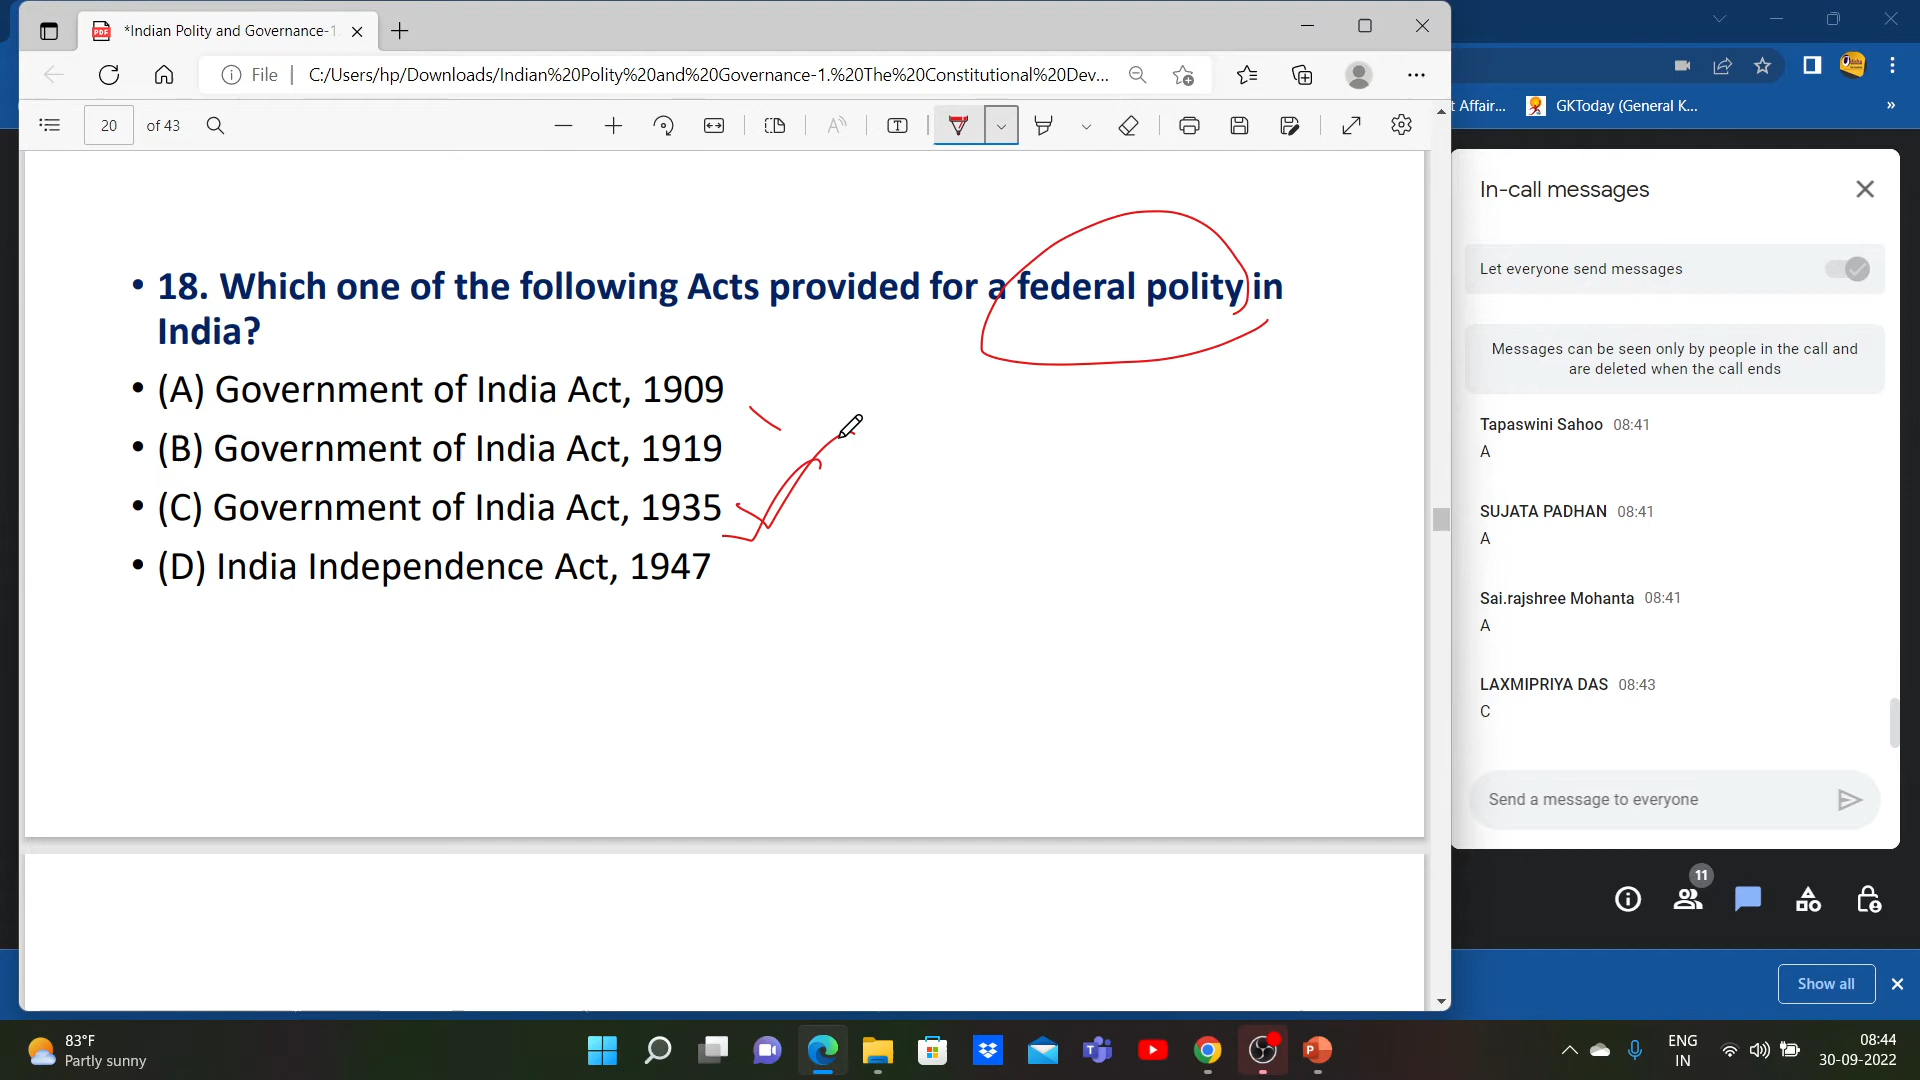 *Indian Polity and Governance-1
File
C:/Users/hp/Downloads/Indian%20Polity%20and%20Governance-1.%20The%20Constitutional%20Dev...
20 of 43
t Affair...
GKToday (General K...
»
• 18. Which one of the following Acts provided for a federal polity in
India?
• (A) Government of India Act, 1909
• (B) Government of India Act, 1919
• (C) Government of India Act, 1935
• (D) India Independence Act, 1947
In-call messages
Let everyone send messages
Messages can be seen only by people in the call and
are deleted when the call ends
Tapaswini Sahoo 08:41
A
SUJATA PADHAN 08:41
A
Sai.rajshree Mohanta 08:41
A
LAXMIPRIYA DAS 08:43
C
Send a message to everyone
11
Show all
83°F
Partly sunny
ENG
IN
08:44
30-09-2022